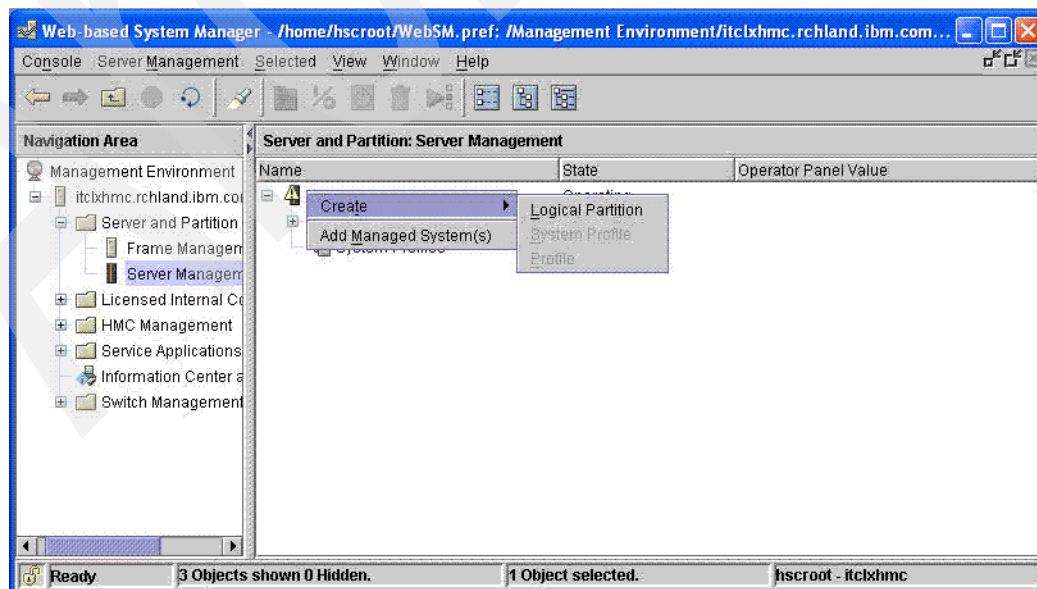 Web-based System Manager - /home/hscroot/WebSM.pref: /Management Environment/itclxhmc.rchland.ibm.com...
Console Server Management Selected View Window Help
Navigation Area
Server and Partition: Server Management
Management Environment
itclxhmc.rchland.ibm.co
Server and Partition
Frame Managem
Server Managem
Licensed Internal Co
HMC Management
Service Applications
Information Center a
Switch Management
Name State Operator Panel Value
Operating
Create
Add Managed System(s)
System Profiles
Logical Partition
System Profile
Profile
Ready 3 Objects shown 0 Hidden. 1 Object selected. hscroot - itclxhmc